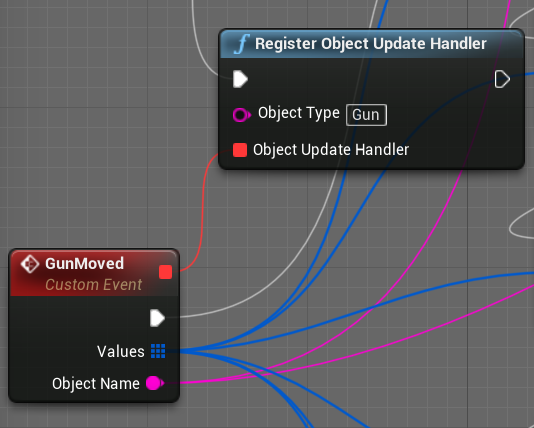 Register Object Update Handler
Object Type Gun
Object Update Handler
GunMoved
Custom Event
Values
Object Name